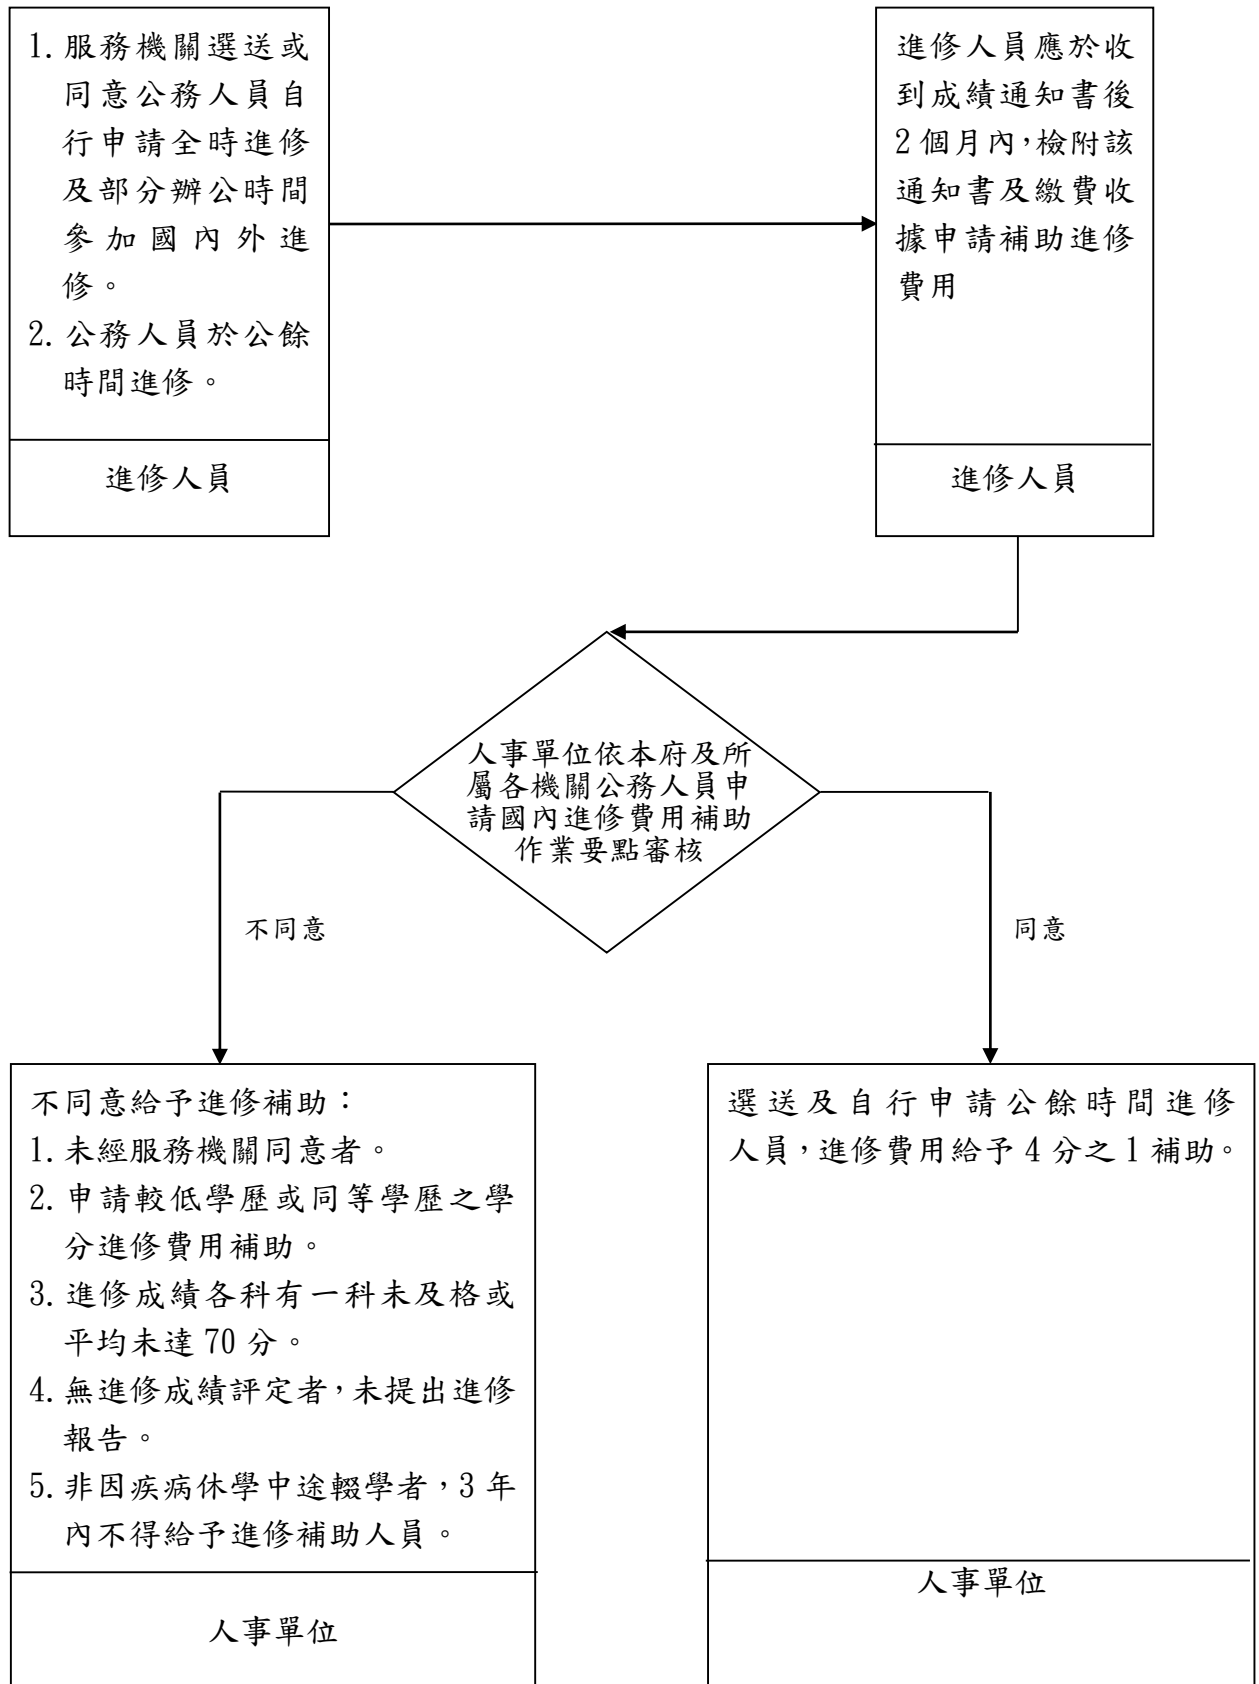 1. 服務機關選送或
同意公務人員自
行申請全時進修
及部分辦公時間
參加國內外進
修。
2. 公務人員於公餘
時間進修。
進修人員
進修人員應於收
到成績通知書後
2 個月內，檢附該
通知書及繳費收
據申請補助進修
費用
進修人員
人事單位依本府及所
屬各機關公務人員申
請國內進修費用補助
作業要點審核
不同意
同意
不同意給予進修補助：
1. 未經服務機關同意者。
2. 申請較低學歷或同等學歷之學
分進修費用補助。
3. 進修成績各科有一科未及格或
平均未達 70 分。
4. 無進修成績評定者，未提出進修
報告。
5. 非因疾病休學中途輟學者，3 年
內不得給予進修補助人員。
人事單位
選送及自行申請公餘時間進修
人員，進修費用給予 4 分之 1 補助。
人事單位